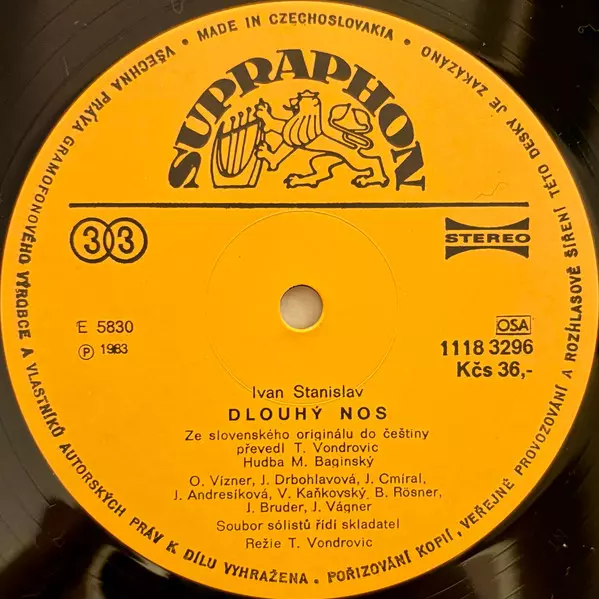 • MADE IN CZECHOSLOVAKIA •
VŠECHNA PRÁVA GRAMOFONOVÉHO VÝROBCE A VLASTNÍKŮ AUTORSKÝCH PRÁV K DÍLU VYHRAŽENA. POŘIZOVÁNÍ KOPIÍ, VEŘEJNÉ PROVOZOVÁNÍ A ROZHLASOVÉ ŠÍŘENÍ TÉTO DESKY JE ZAKÁZÁNO
SUPRAPHON
33
STEREO
E 5830
Ⓟ 1983
OSA
1118 3296
Kčs 36,-
Ivan Stanislav
DLOUHÝ NOS
Ze slovenského originálu do češtiny
převedl T. Vondrovic
Hudba M. Baginský
O. Vízner, J. Drbohlavová, J. Cmíral,
J. Andresíková, V. Kaňkovský, B. Rösner,
J. Bruder, J. Vágner
Soubor sólistů řídí skladatel
Režie T. Vondrovic